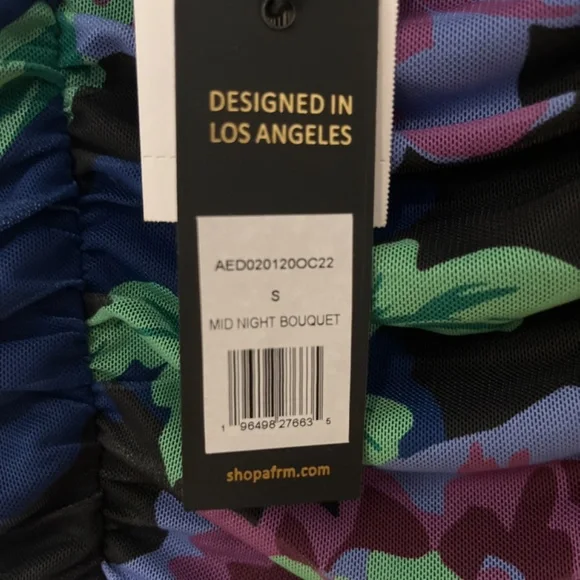 DESIGNED IN
LOS ANGELES
AED020120OC22
S
MID NIGHT BOUQUET
1 96498 27663 5
shopafrm.com